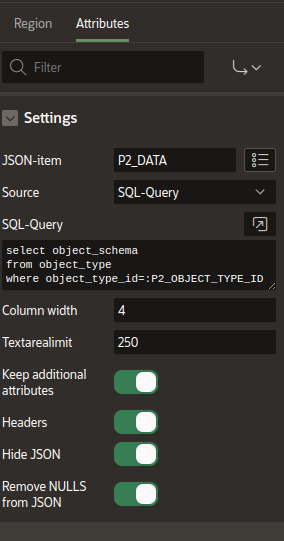 Region Attributes
Filter
Settings
JSON-item P2_DATA
Source SQL-Query
SQL-Query
select object_schema
from object_type
where object_type_id=:P2_OBJECT_TYPE_ID
Column width 4
Textarealimit 250
Keep additional
attributes
Headers
Hide JSON
Remove NULLS
from JSON